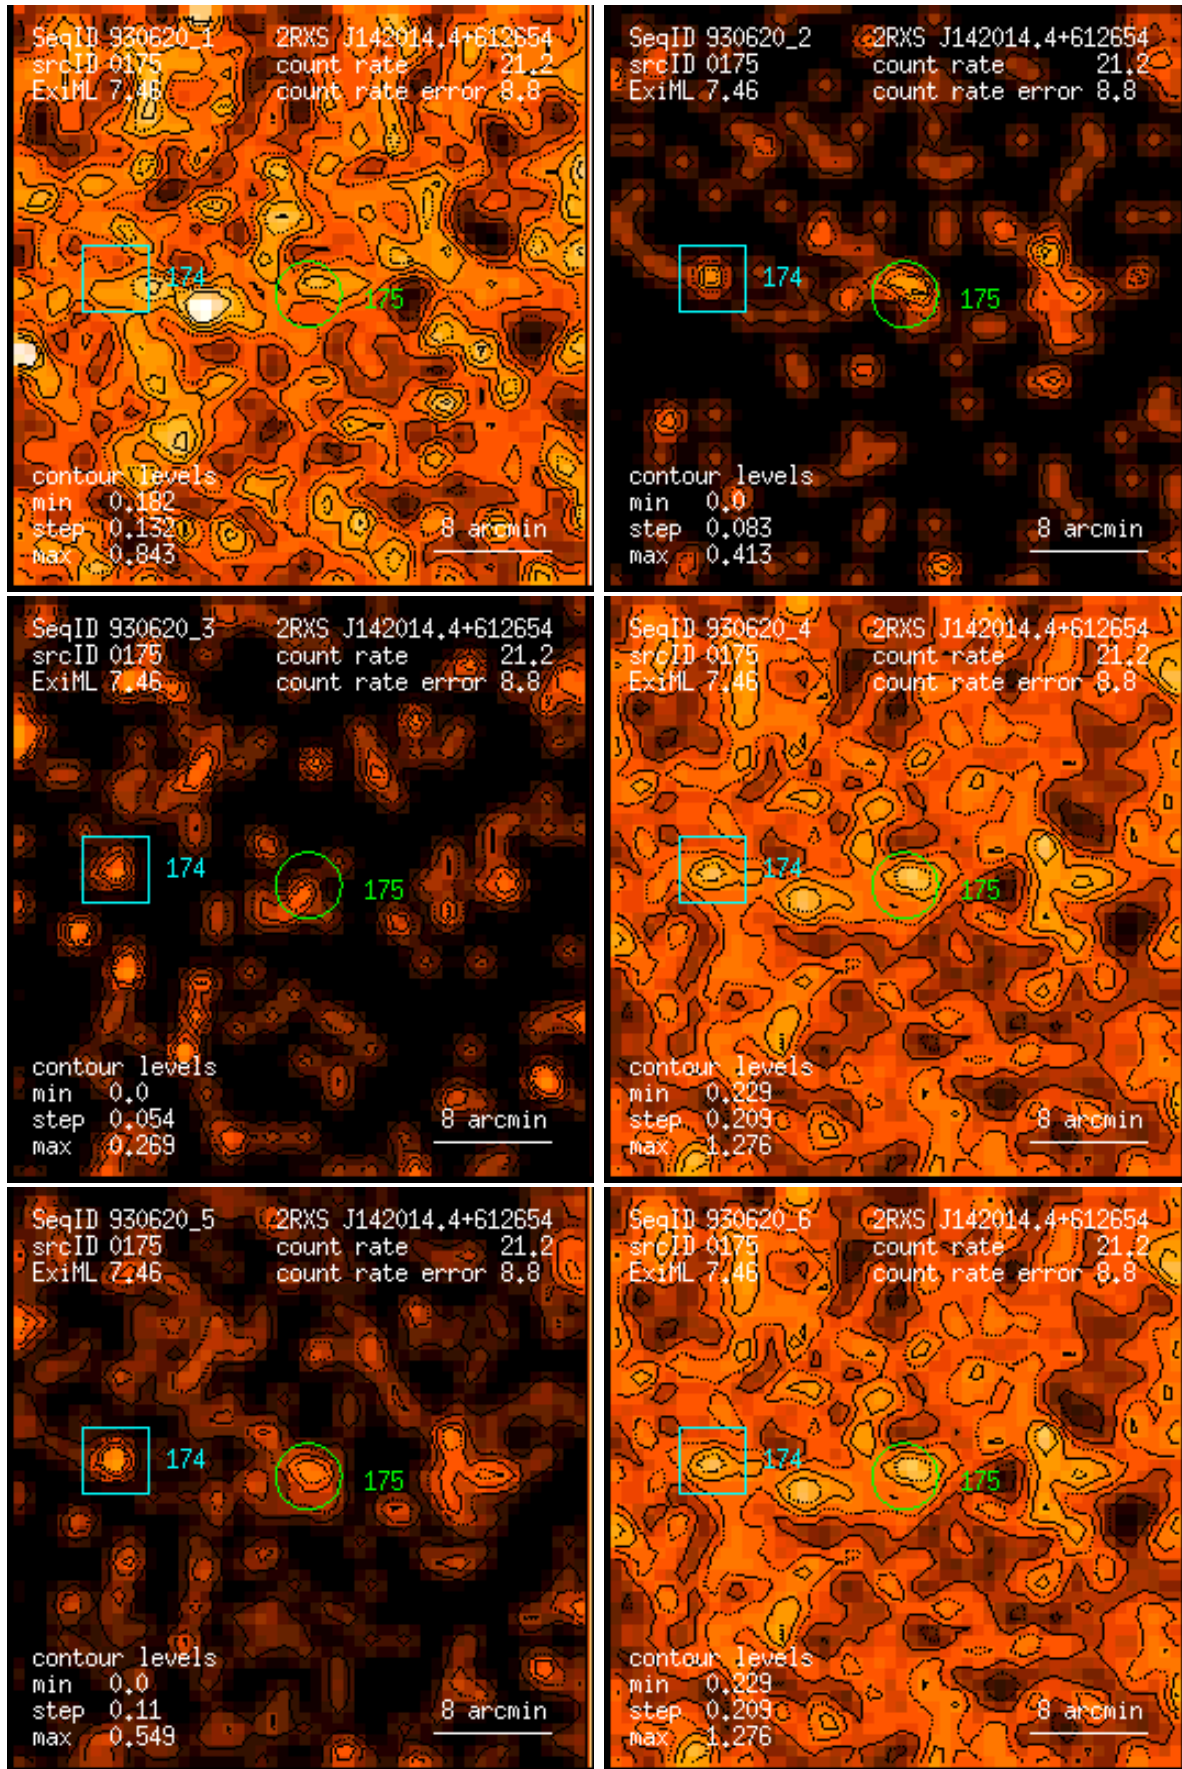 SeqID 930620_1 2RXS J142014.4+612654
srcID 0175 count rate 21.2
ExiML 7.46 count rate error 8.8
174
175
contour levels
min 0.182
step 0.132 8 arcmin
max 0.843
SeqID 930620_2 2RXS J142014.4+612654
srcID 0175 count rate 21.2
ExiML 7.46 count rate error 8.8
174
175
contour levels
min 0.0
step 0.083 8 arcmin
max 0.413
SeqID 930620_3 2RXS J142014.4+612654
srcID 0175 count rate 21.2
ExiML 7.46 count rate error 8.8
174
175
contour levels
min 0.0
step 0.054 8 arcmin
max 0.269
SeqID 930620_4 2RXS J142014.4+612654
srcID 0175 count rate 21.2
ExiML 7.46 count rate error 8.8
174
175
contour levels
min 0.229
step 0.209 8 arcmin
max 1.276
SeqID 930620_5 2RXS J142014.4+612654
srcID 0175 count rate 21.2
ExiML 7.46 count rate error 8.8
174
175
contour levels
min 0.0
step 0.11 8 arcmin
max 0.549
SeqID 930620_6 2RXS J142014.4+612654
srcID 0175 count rate 21.2
ExiML 7.46 count rate error 8.8
174
175
contour levels
min 0.229
step 0.209 8 arcmin
max 1.276